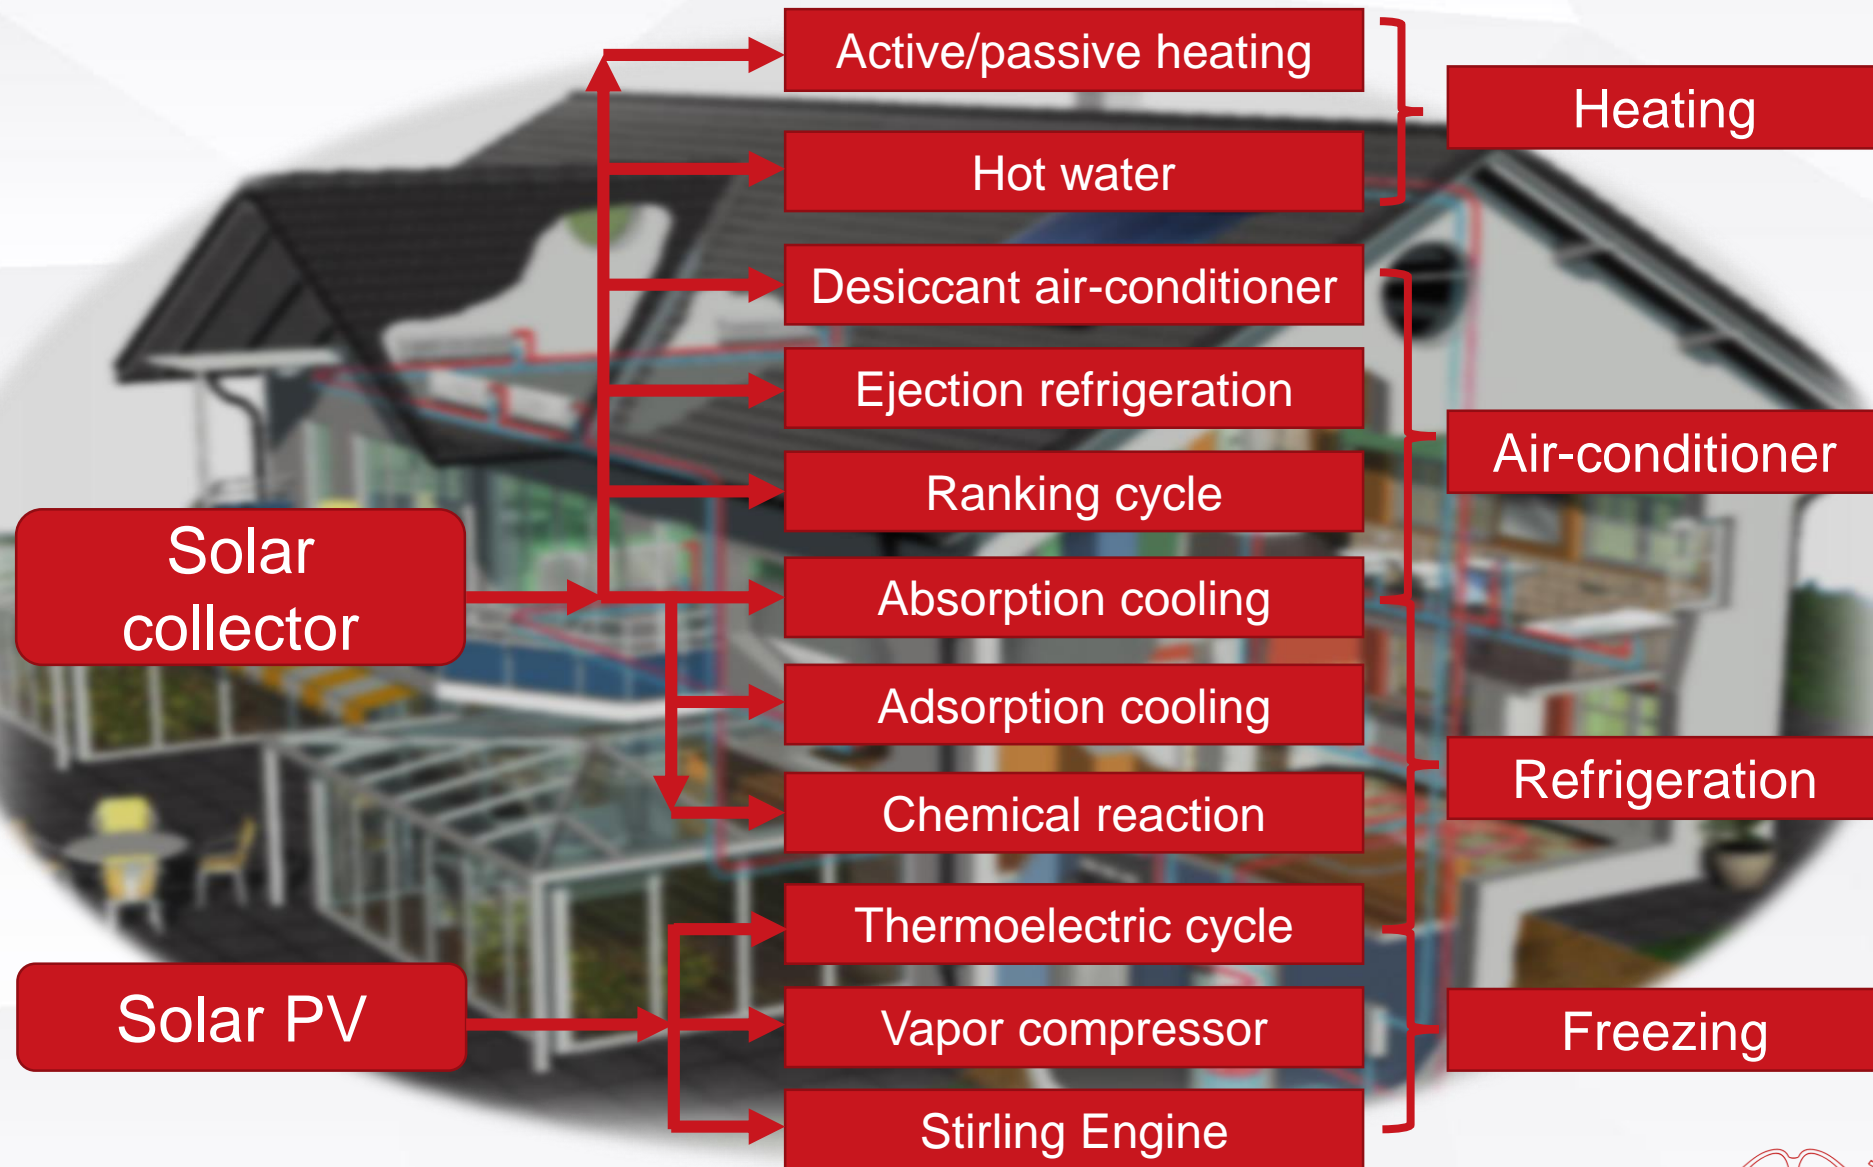 Active/passive heating
Hot water
Desiccant air-conditioner
Ejection refrigeration
Ranking cycle
Absorption cooling
Adsorption cooling
Chemical reaction
Thermoelectric cycle
Vapor compressor
Stirling Engine
Solar
collector
Solar PV
Heating
Air-conditioner
Refrigeration
Freezing